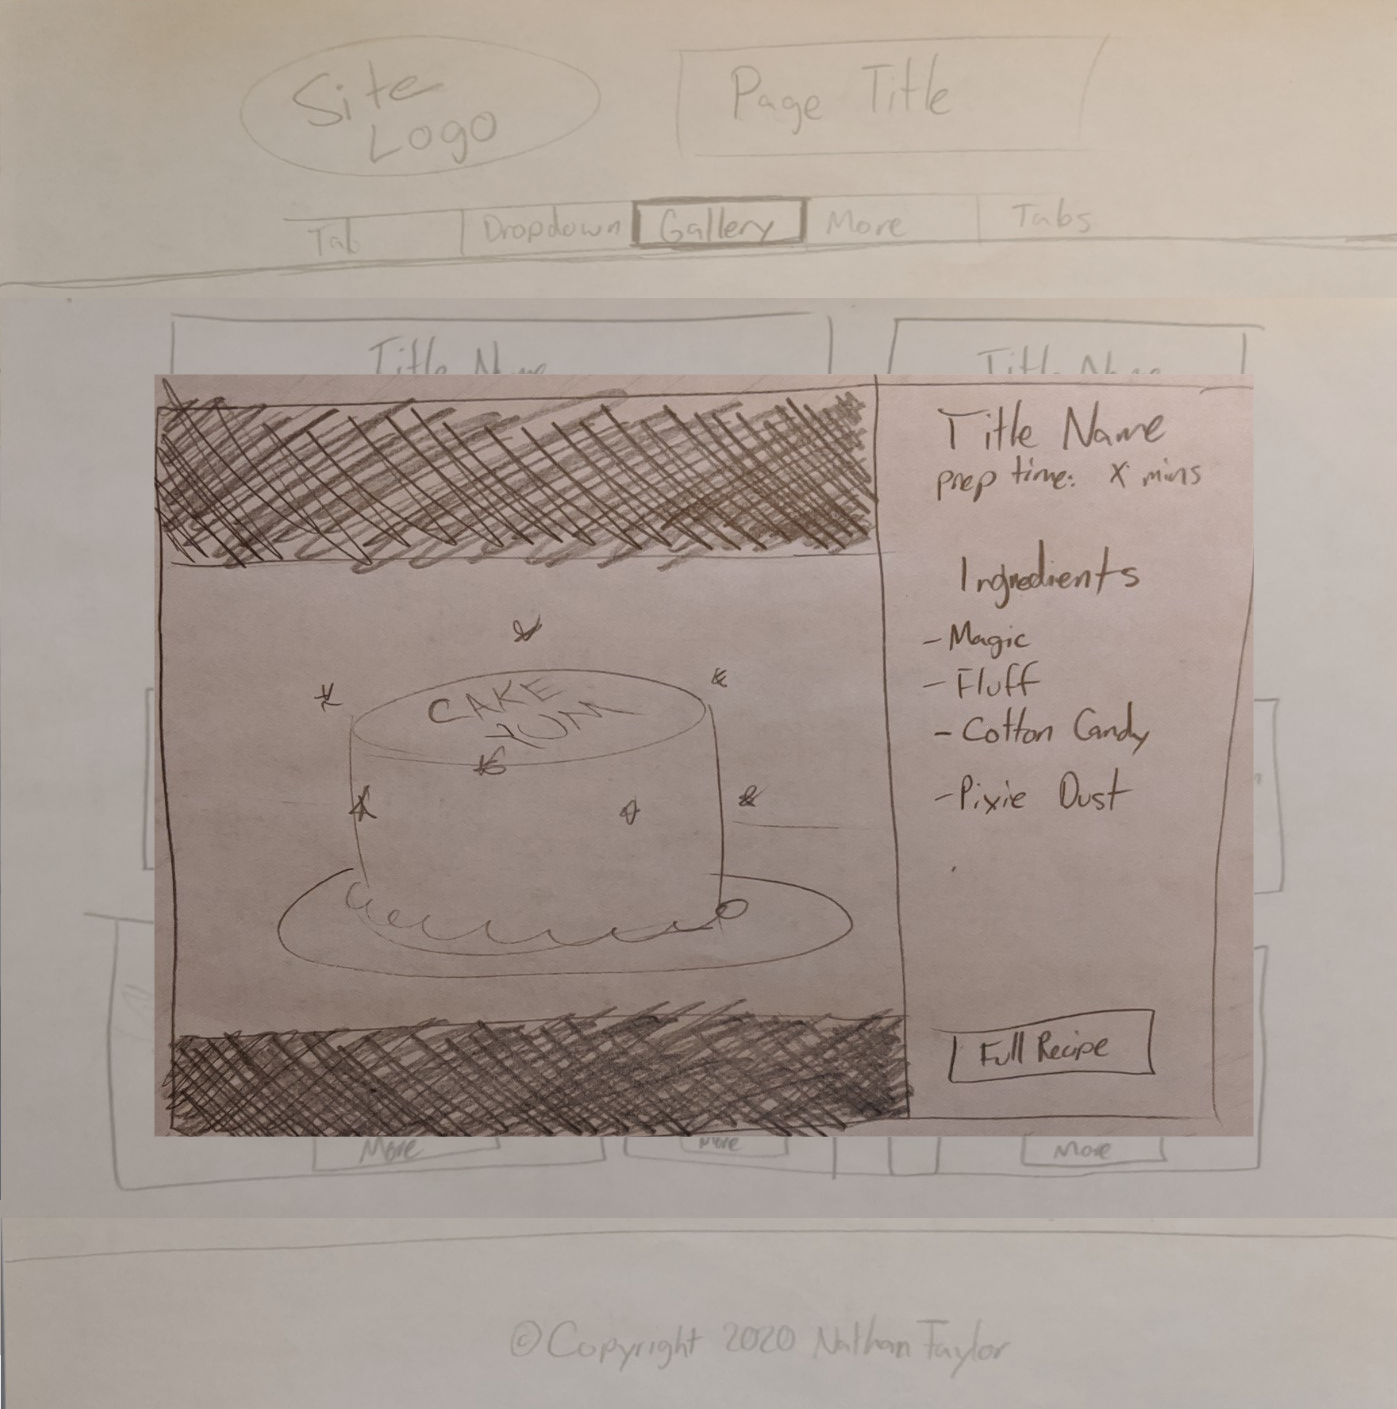 Site
Logo
Page Title
Tab
Dropdown
Gallery
More
Tabs
Title Name
Title Name
Title Name
prep time: X mins
Ingredients
- Magic
- Fluff
- Cotton Candy
- Pixie Dust
Full Recipe
CAKE
YUM
More
More
More
© Copyright 2020 Nathan Taylor